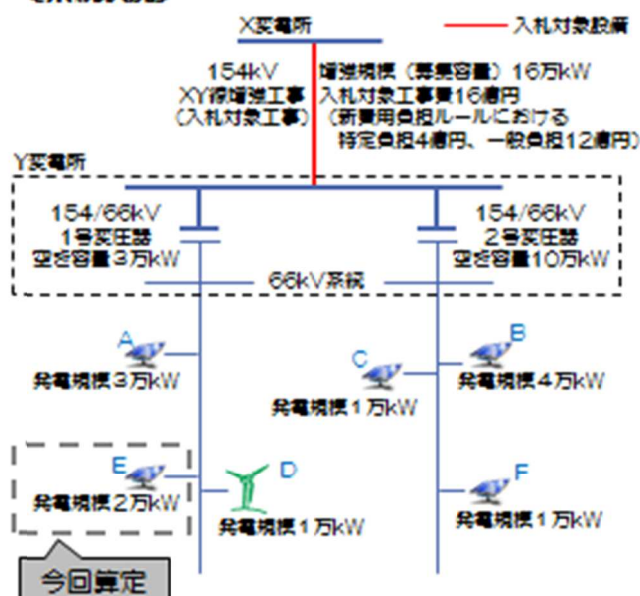 X変電所
入札対象設備
154kV
XY線増強工事
(入札対象工事)
増強規模（募集容量）16万kW
入札対象工事費16億円
(新費用負担ルールにおける
特定負担4億円、一般負担12億円)
Y変電所
154/66kV
1号変圧器
空き容量3万kW
154/66kV
2号変圧器
空き容量10万kW
66kV系統
A
発電規模3万kW
B
発電規模4万kW
C
発電規模1万kW
E
発電規模2万kW
D
発電規模1万kW
F
発電規模1万kW
今回算定